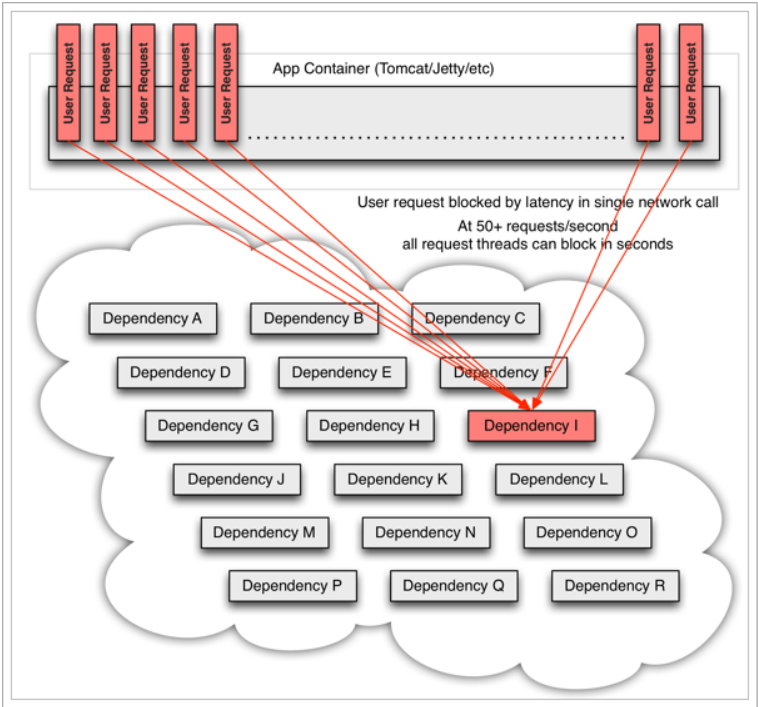 User Request
User Request
User Request
User Request
User Request
User Request
User Request
App Container (Tomcat/Jetty/etc)
User request blocked by latency in single network call
At 50+ requests/second
all request threads can block in seconds
Dependency A
Dependency B
Dependency C
Dependency D
Dependency E
Dependency F
Dependency G
Dependency H
Dependency I
Dependency J
Dependency K
Dependency L
Dependency M
Dependency N
Dependency O
Dependency P
Dependency Q
Dependency R